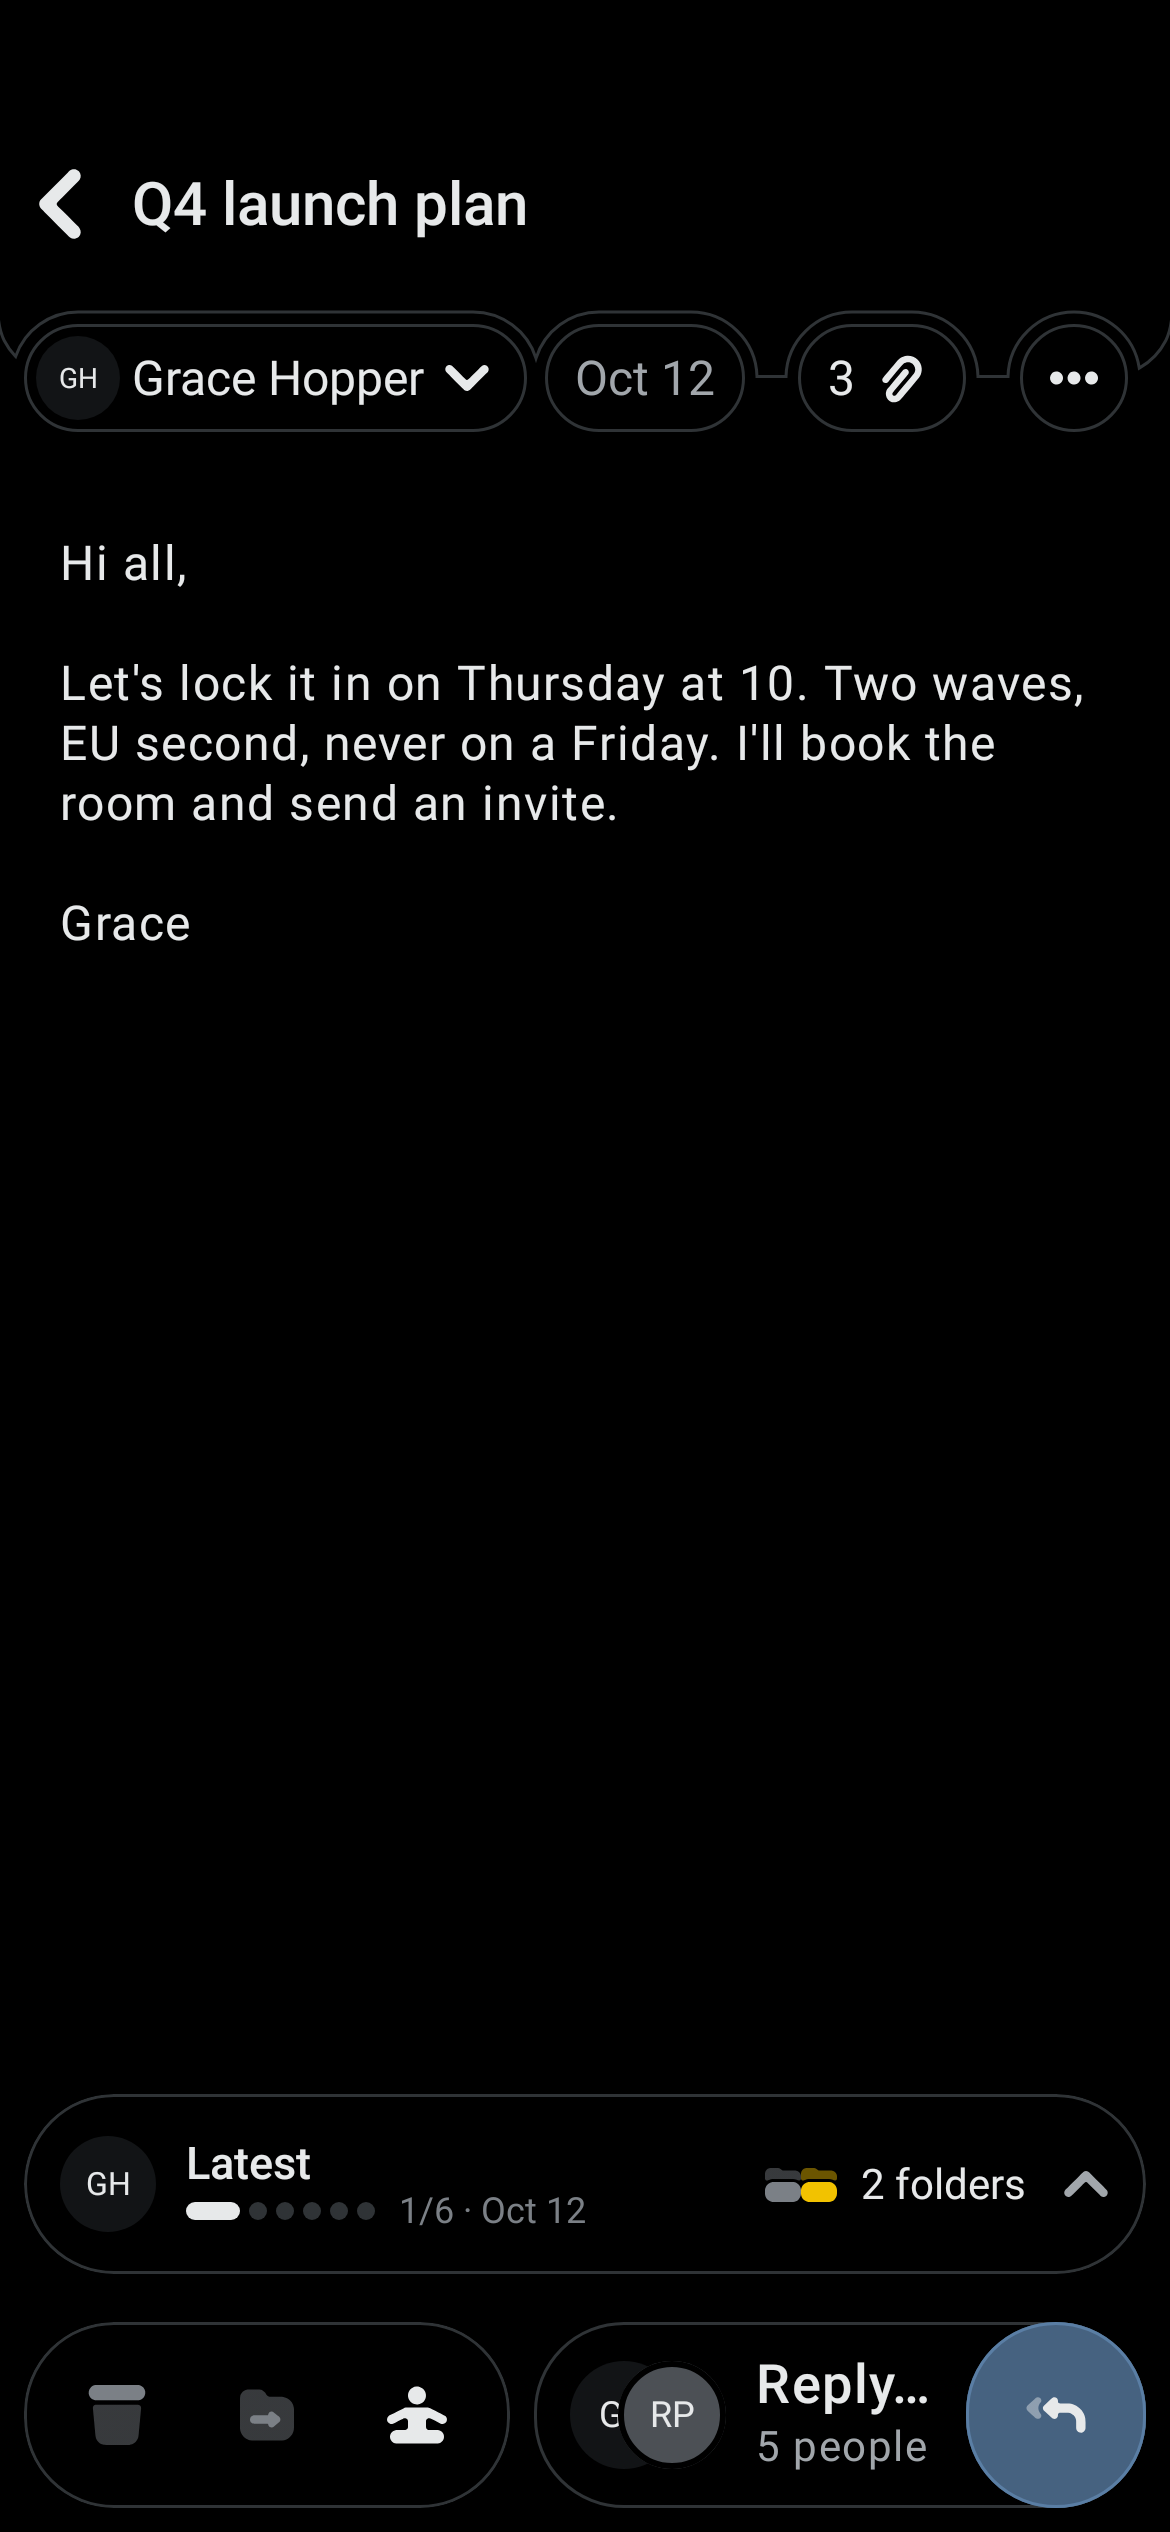 Q4 launch plan
GH Grace Hopper Oct 12 3
Hi all,
Let's lock it in on Thursday at 10. Two waves,
EU second, never on a Friday. I'll book the
room and send an invite.
Grace
GH Latest
1/6 · Oct 12
2 folders
G RP Reply...
5 people